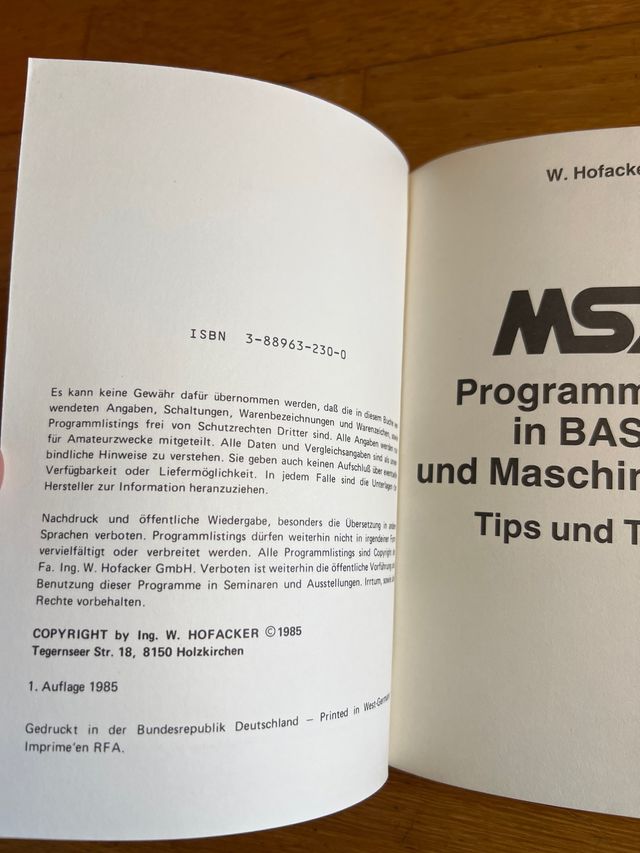 ISBN 3-88963-230-0
Es kann keine Gewähr dafür übernommen werden, daß die in diesem Buche
wendeten Angaben, Schaltungen, Warenbezeichnungen und Warenzeichen,
Programmlistings frei von Schutzrechten Dritter sind. Alle Angaben werden
für Amateurzwecke mitgeteilt. Alle Daten und Vergleichsangaben sind als
bindliche Hinweise zu verstehen. Sie geben auch keinen Aufschluß über
Verfügbarkeit oder Liefermöglichkeit. In jedem Falle sind die Unterlagen
Hersteller zur Information heranzuziehen.
Nachdruck und öffentliche Wiedergabe, besonders die Übersetzung in
Sprachen verboten. Programmlistings dürfen weiterhin nicht in irgendeiner
vervielfältigt oder verbreitet werden. Alle Programmlistings sind Copyright
Fa. Ing. W. Hofacker GmbH. Verboten ist weiterhin die öffentliche Vorführung
Benutzung dieser Programme in Seminaren und Ausstellungen. Irrtum,
Rechte vorbehalten.
COPYRIGHT by Ing. W. HOFACKER ©1985
Tegernseer Str. 18, 8150 Holzkirchen
1. Auflage 1985
Gedruckt in der Bundesrepublik Deutschland – Printed in
Imprime'en RFA.
W. Hofacke
MSX
Programm
in BAS
und Maschin
Tips und T